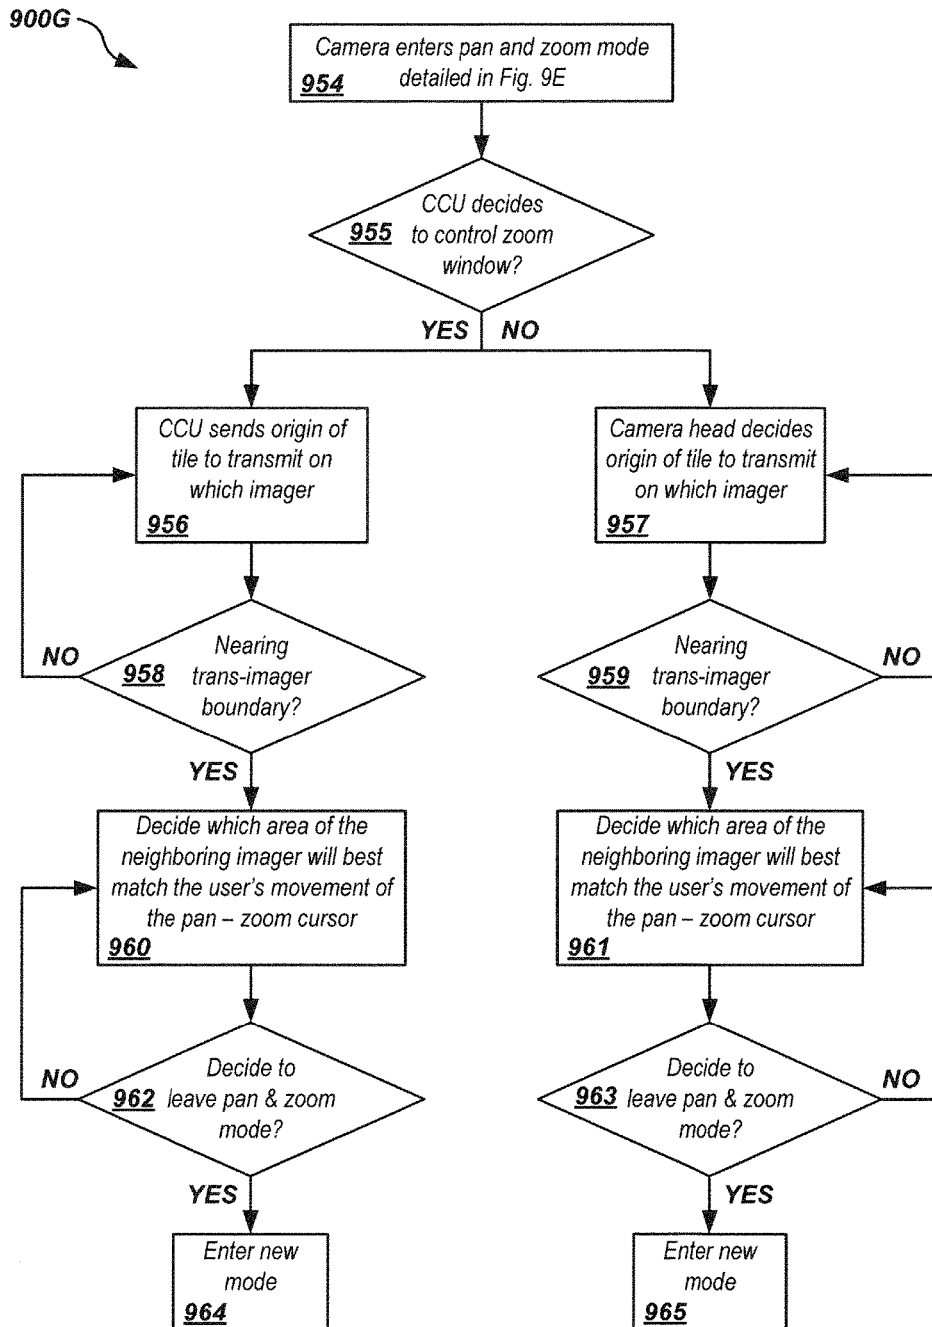 900G
Camera enters pan and zoom mode
detailed in Fig. 9E
954
CCU decides
to control zoom
window?
955
YES NO
CCU sends origin of
tile to transmit on
which imager
956
Camera head decides
origin of tile to transmit
on which imager
957
Nearing
trans-imager
boundary?
958
NO
YES
Nearing
trans-imager
boundary?
959
NO
YES
Decide which area of the
neighboring imager will best
match the user's movement of
the pan – zoom cursor
960
Decide which area of the
neighboring imager will best
match the user's movement of
the pan – zoom cursor
961
Decide to
leave pan & zoom
mode?
962
NO
YES
Decide to
leave pan & zoom
mode?
963
NO
YES
Enter new
mode
964
Enter new
mode
965